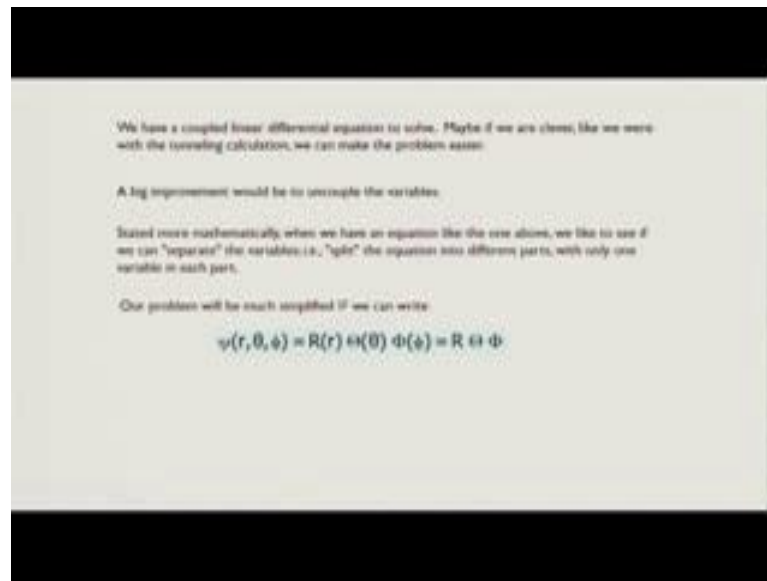 We have a coupled linear differential equation to solve. Maybe if we are clever, like we were
with the tunneling calculation, we can make the problem easier.
A big improvement would be to uncouple the variables.
Stated more mathematically, when we have an equation like the one above, we like to see if
we can "separate" the variables; i.e., "split" the equation into different parts, with only one
variable in each part.
Our problem will be much simplified IF we can write
ψ(r,θ,ϕ) = R(r) Θ(θ) Φ(ϕ) = R Θ Φ